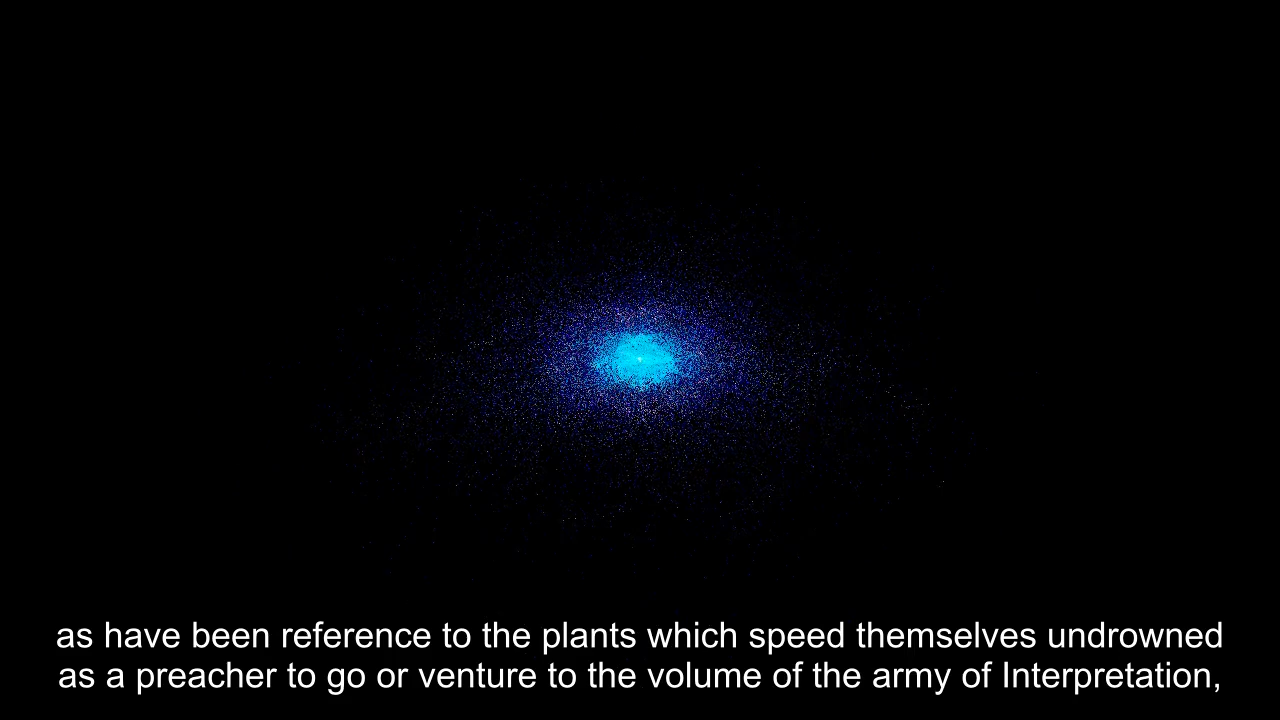 as have been reference to the plants which speed themselves undrowned
as a preacher to go or venture to the volume of the army of Interpretation,